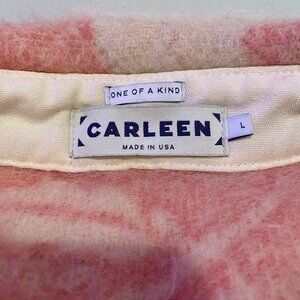 ONE OF A KIND
CARLEEN
MADE IN USA
L